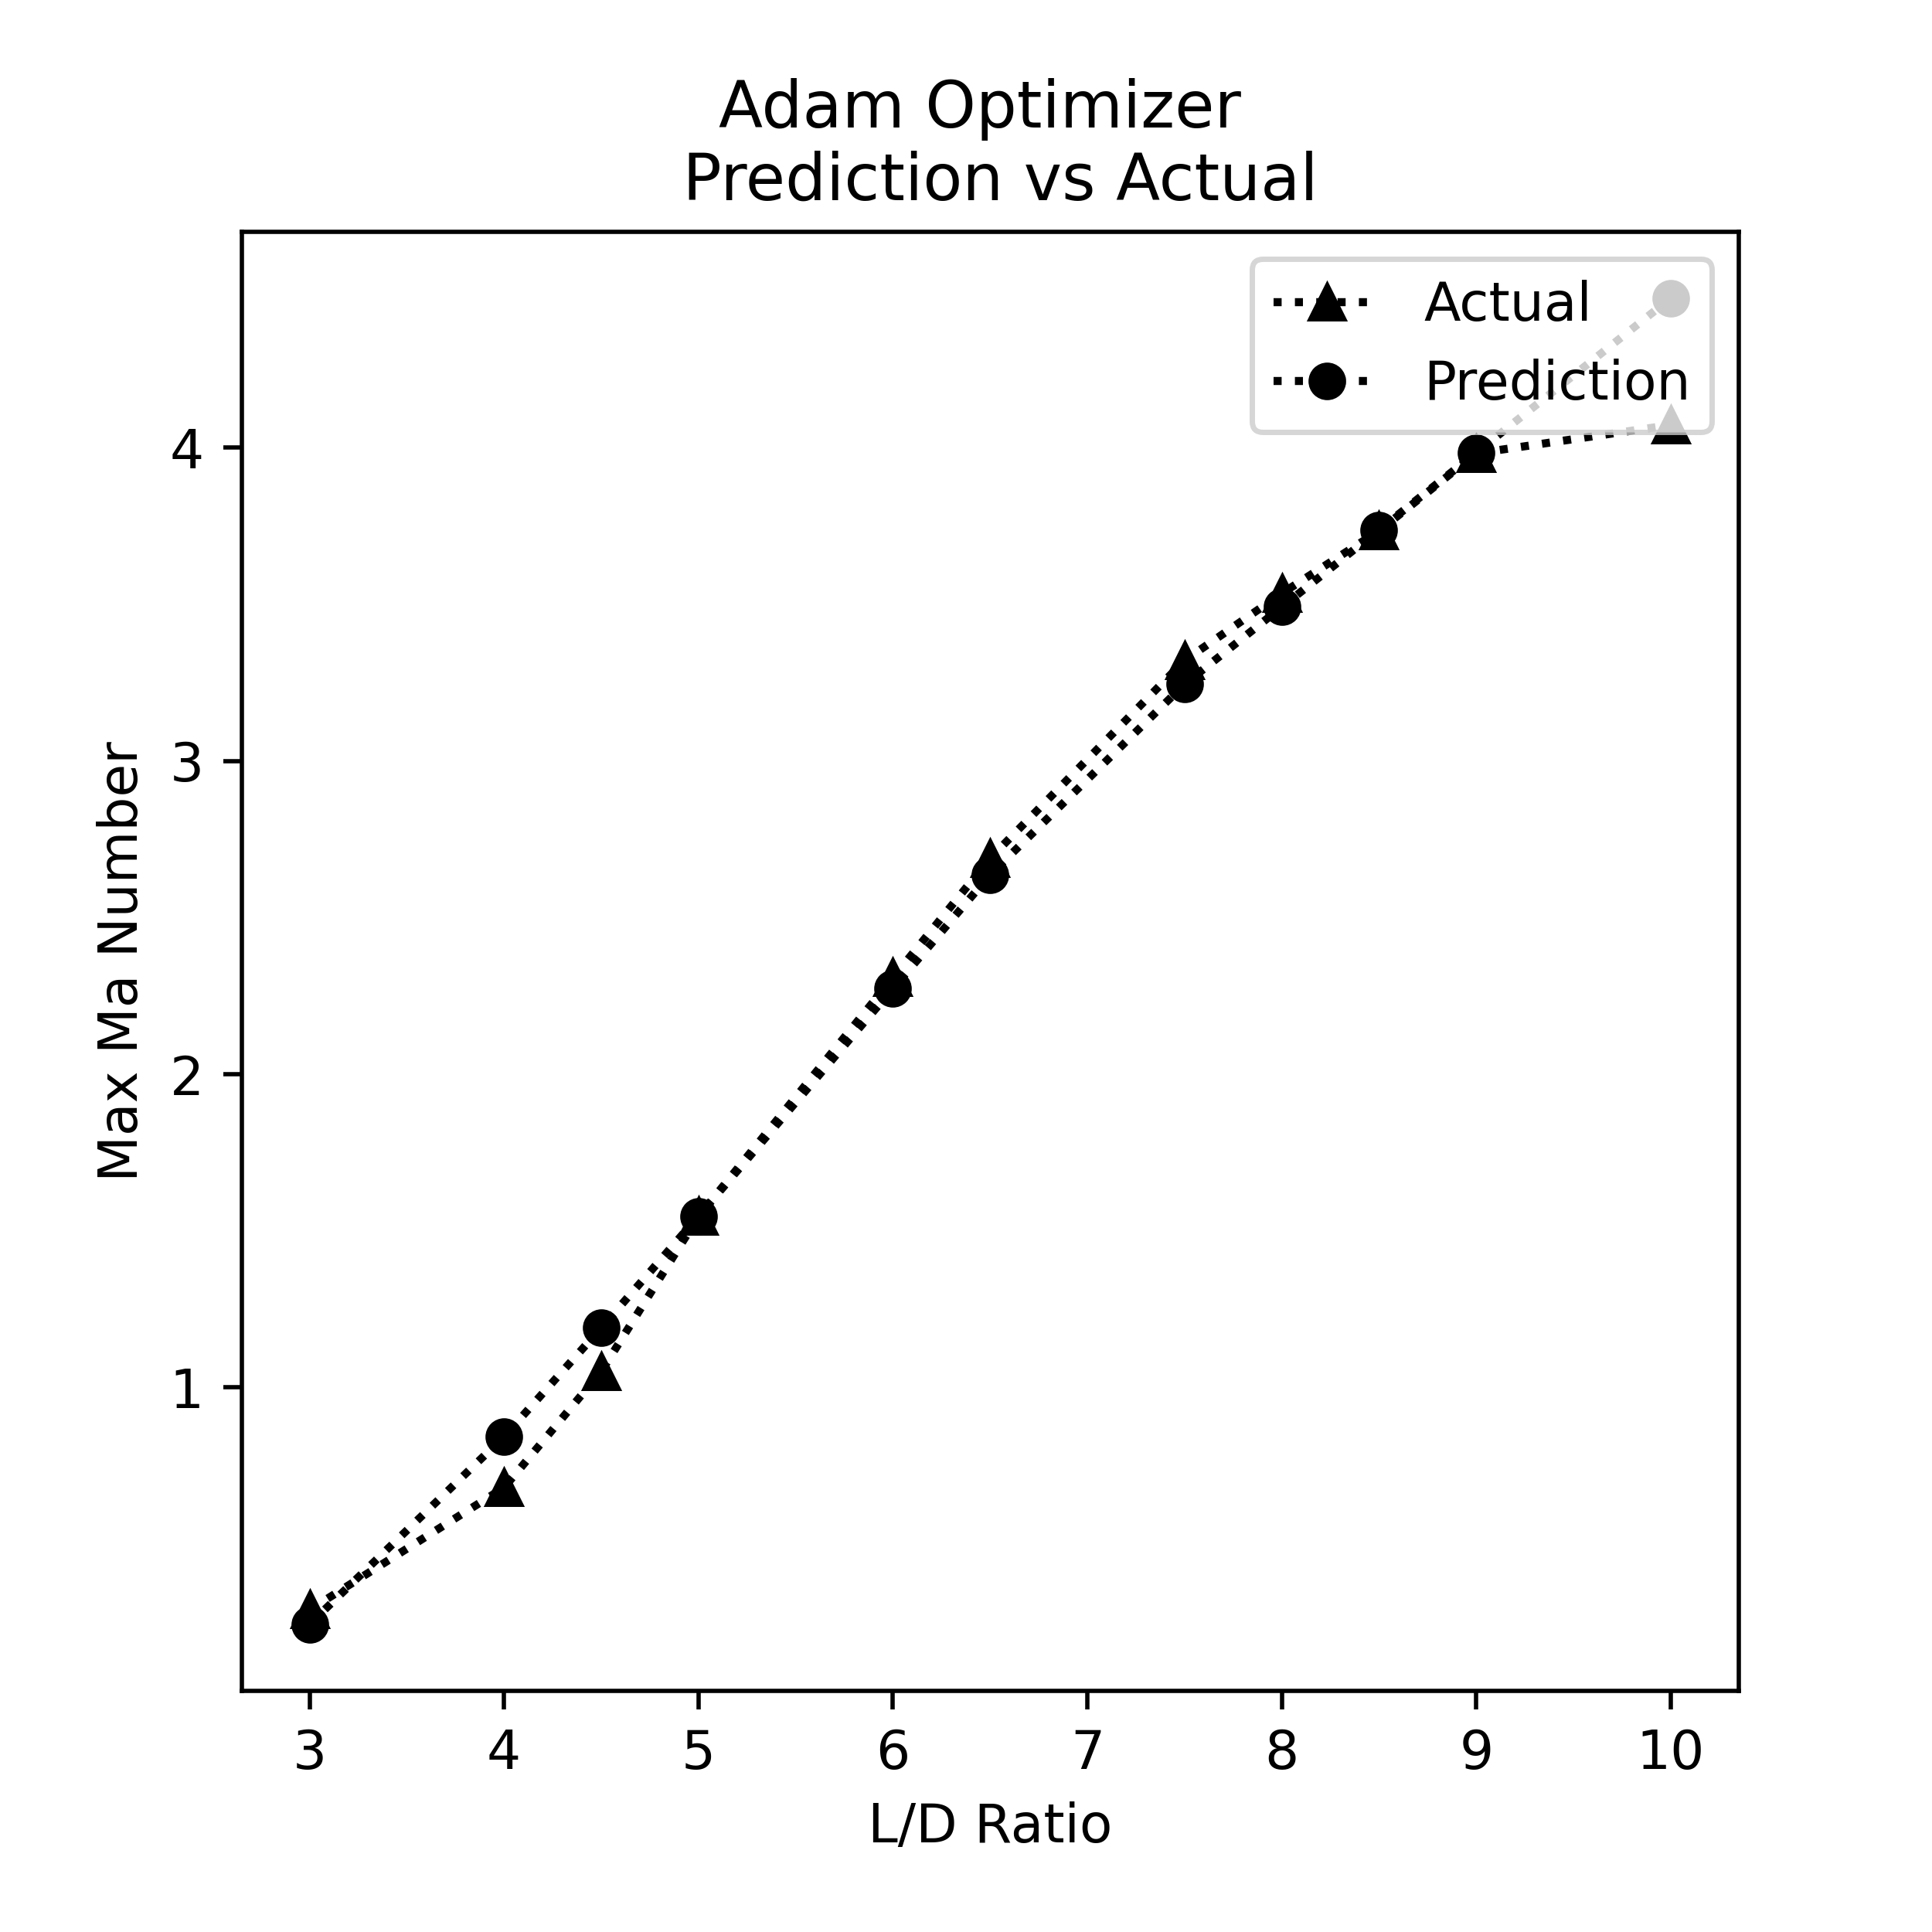 Adam Optimizer
Prediction vs Actual
Actual
Prediction
Max Ma Number
4
3
2
1
3 4 5 6 7 8 9 10
L/D Ratio